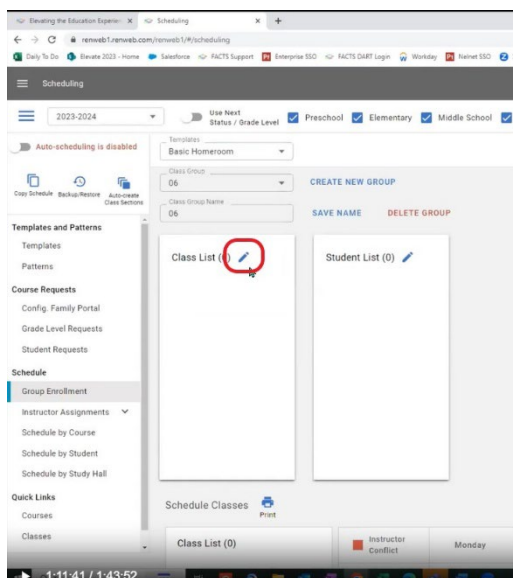 Elevating the Education Experien
Scheduling
renweb1.renweb.com/renweb1/#/scheduling
Daily To Do
Elevate 2023 - Home
Salesforce
FACTS Support
Enterprise SSO
FACTS DART Login
Workday
Nelnet SSO
Scheduling
2023-2024
Use Next
Status / Grade Level
Preschool
Elementary
Middle School
Auto-scheduling is disabled
Templates
Basic Homeroom
Copy Schedule
Backup/Restore
Auto-create
Class Sections
Class Group
06
CREATE NEW GROUP
Class Group Name
06
SAVE NAME
DELETE GROUP
Templates and Patterns
Templates
Patterns
Course Requests
Config. Family Portal
Grade Level Requests
Student Requests
Schedule
Group Enrollment
Instructor Assignments
Schedule by Course
Schedule by Student
Schedule by Study Hall
Quick Links
Courses
Classes
Class List (0)
Student List (0)
Schedule Classes
Print
Class List (0)
Instructor
Conflict
Monday
1:11:41 / 1:43:52